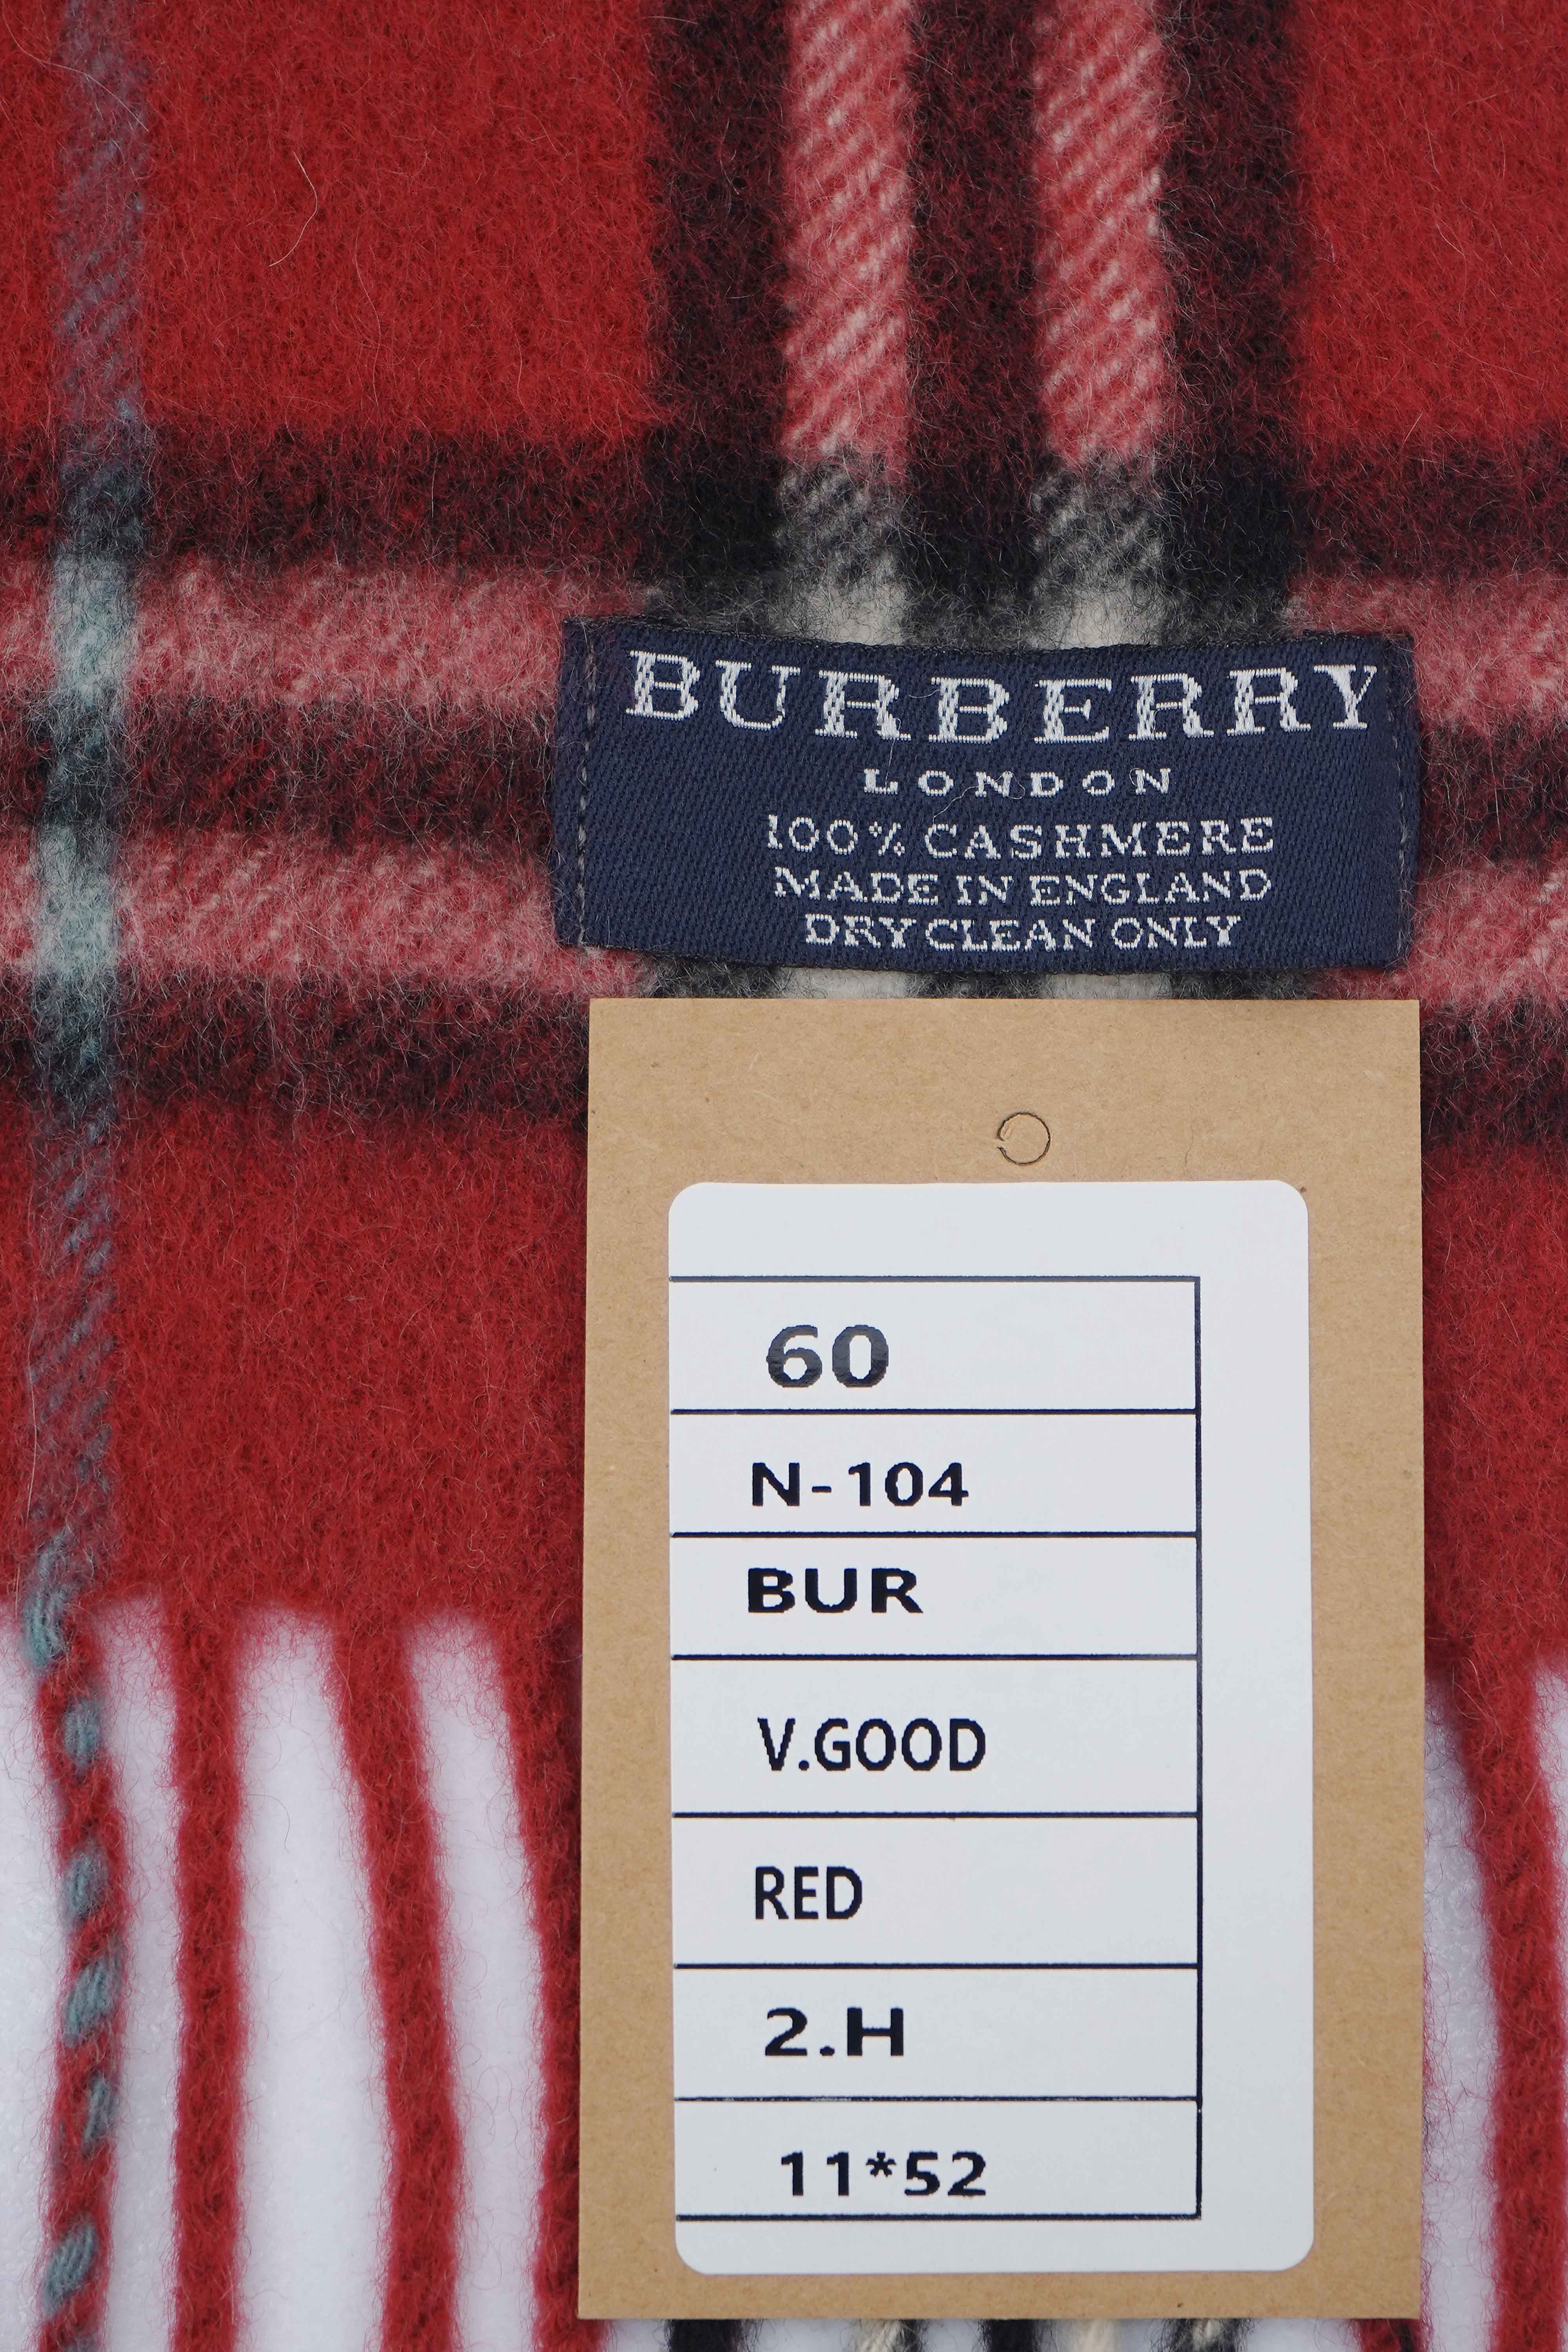 BURBERRY
LONDON
100% CASHMERE
MADE IN ENGLAND
DRY CLEAN ONLY
60
N-104
BUR
V.GOOD
RED
2.H
11*52